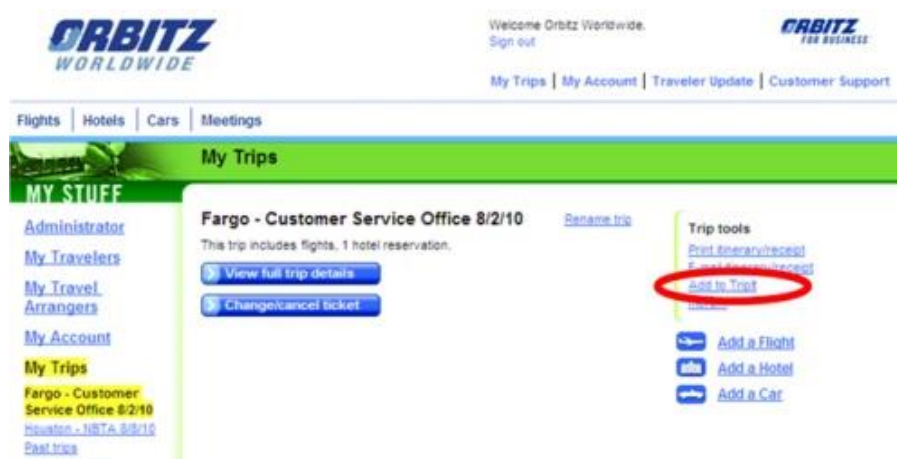 ORBITZ
WORLDWIDE
Welcome Orbitz Worldwide.
Sign out
ORBITZ
FOR BUSINESS
My Trips | My Account | Traveler Update | Customer Support
Flights | Hotels | Cars | Meetings
My Trips
MY STUFF
Administrator
My Travelers
My Travel
Arrangers
My Account
My Trips
Fargo - Customer
Service Office 8/2/10
Houston - NBTA 8/8/10
Past trips
Fargo - Customer Service Office 8/2/10
Rename trip
This trip includes flights, 1 hotel reservation.
View full trip details
Change/cancel ticket
Trip tools
Print itinerary/receipt
E-mail itinerary/receipt
Add to TripIt
Add a Flight
Add a Hotel
Add a Car